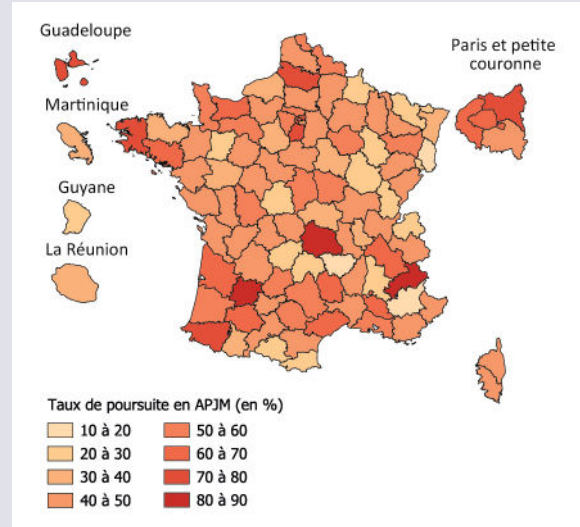 Guadeloupe
Martinique
Guyane
La Réunion
Paris et petite
couronne
Taux de poursuite en APJM (en %)
10 à 20
20 à 30
30 à 40
40 à 50
50 à 60
60 à 70
70 à 80
80 à 90